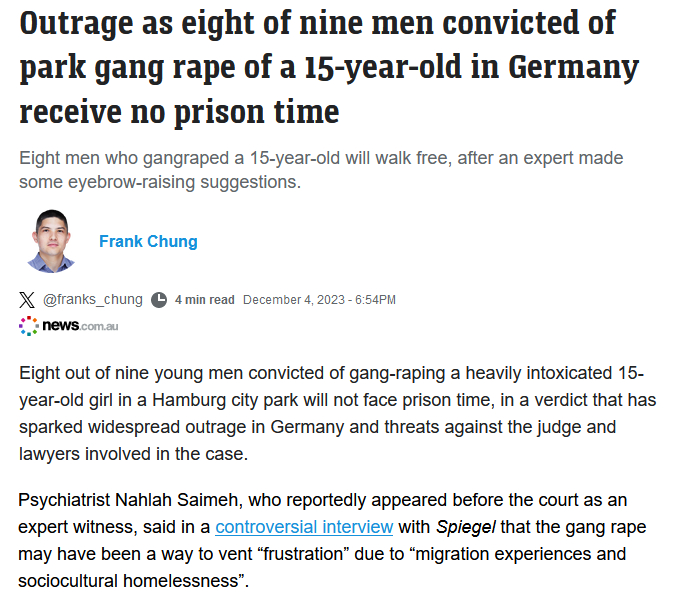 Outrage as eight of nine men convicted of
park gang rape of a 15-year-old in Germany
receive no prison time
Eight men who gangraped a 15-year-old will walk free, after an expert made
some eyebrow-raising suggestions.
Frank Chung
@franks_chung 4 min read December 4, 2023 - 6:54PM
news.com.au
Eight out of nine young men convicted of gang-raping a heavily intoxicated 15-
year-old girl in a Hamburg city park will not face prison time, in a verdict that has
sparked widespread outrage in Germany and threats against the judge and
lawyers involved in the case.
Psychiatrist Nahlah Saimeh, who reportedly appeared before the court as an
expert witness, said in a controversial interview with Spiegel that the gang rape
may have been a way to vent “frustration” due to “migration experiences and
sociocultural homelessness”.